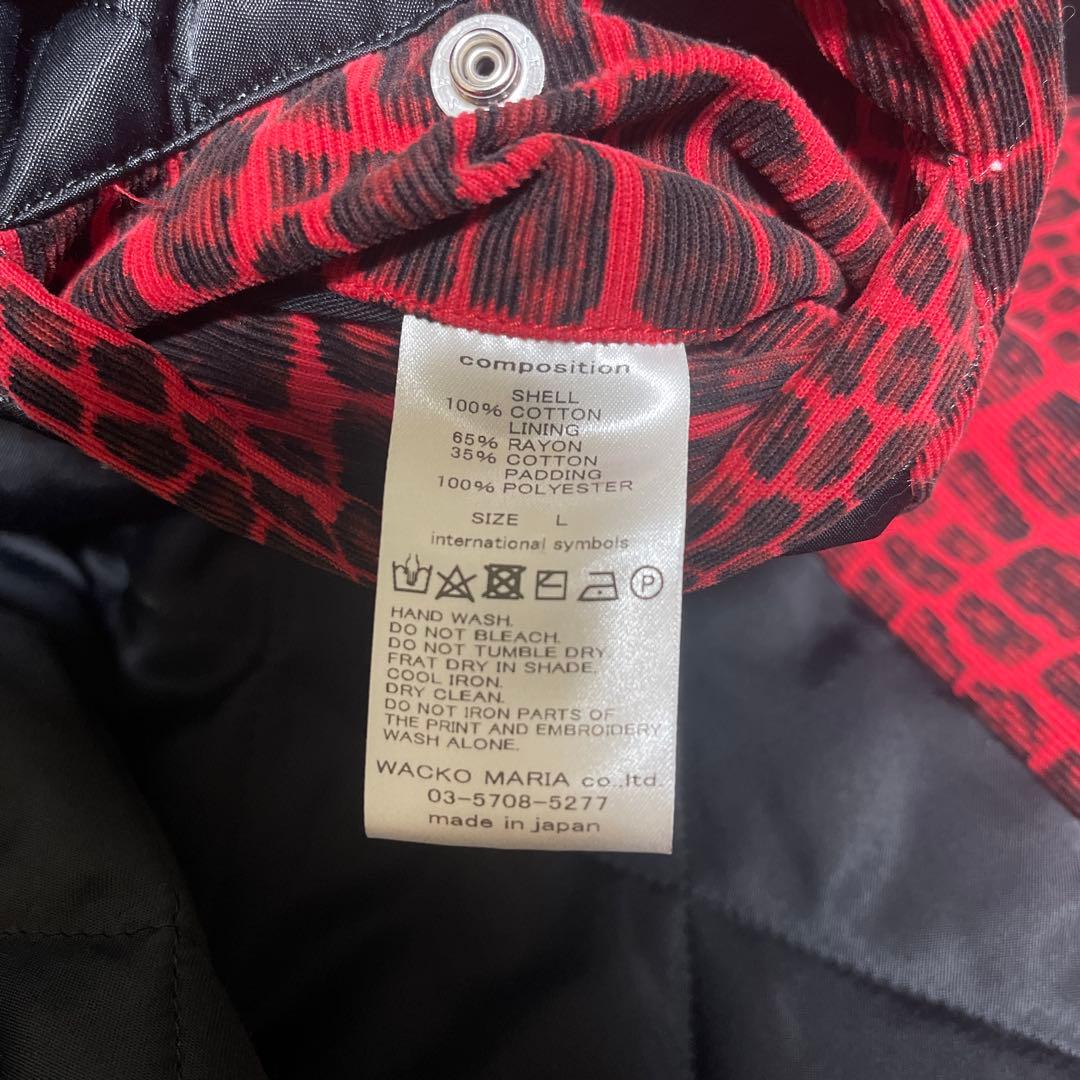 composition
SHELL
100% COTTON
LINING
65% RAYON
35% COTTON
PADDING
100% POLYESTER
SIZE L
international symbols
P
HAND WASH.
DO NOT BLEACH.
DO NOT TUMBLE DRY.
FRAT DRY IN SHADE.
COOL IRON.
DRY CLEAN.
DO NOT IRON PARTS OF
THE PRINT AND EMBROIDERY
WASH ALONE.
WACKO MARIA co.,ltd.
03-5708-5277
made in japan